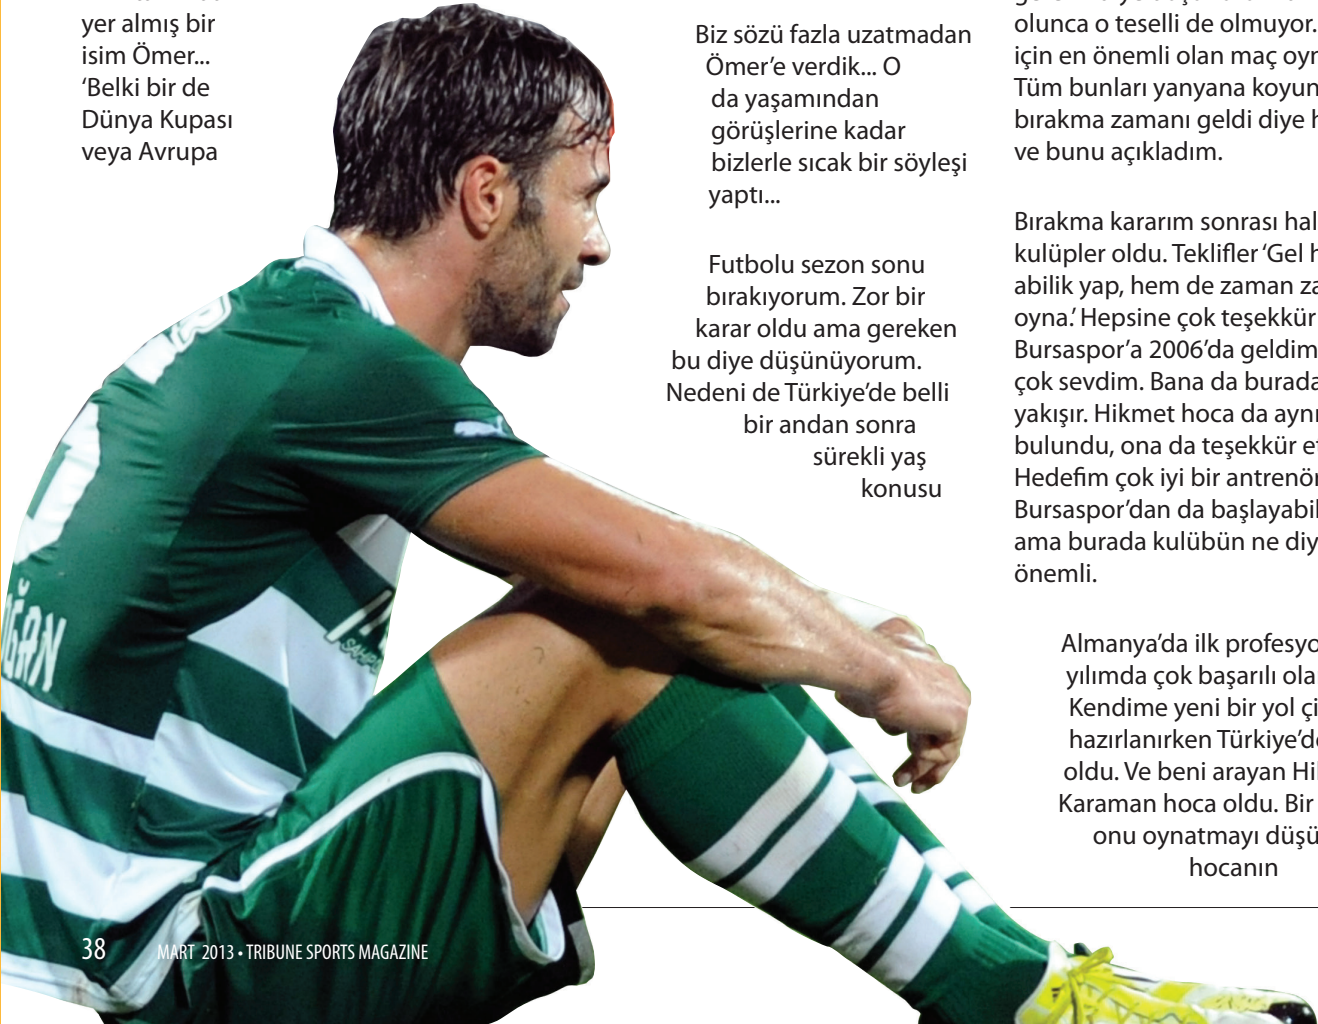 yer almış bir
isim Ömer...
‘Belki bir de
Dünya Kupası
veya Avrupa
Biz sözü fazla uzatmadan
Ömer’e verdik... O
da yaşamından
görüşlerine kadar
bizlerle sıcak bir söyleşi
yaptı...
Futbolu sezon sonu
bırakıyorum. Zor bir
karar oldu ama gereken
bu diye düşünüyorum.
Nedeni de Türkiye’de belli
bir andan sonra
sürekli yaş
konusu
olunca o teselli de olmuyor.
için en önemli olan maç oyn
Tüm bunları yanyana koyun
bırakma zamanı geldi diye h
ve bunu açıkladım.
Bırakma kararım sonrası hal
kulüpler oldu. Teklifler ‘Gel h
abilik yap, hem de zaman za
oyna.’ Hepsine çok teşekkür
Bursaspor’a 2006’da geldim
çok sevdim. Bana da burada
yakışır. Hikmet hoca da aynı
bulundu, ona da teşekkür et
Hedefim çok iyi bir antrenör
Bursaspor’dan da başlayabil
ama burada kulübün ne diy
önemli.
Almanya’da ilk profesyo
yılımda çok başarılı ola
Kendime yeni bir yol çi
hazırlanırken Türkiye’de
oldu. Ve beni arayan Hi
Karaman hoca oldu. Bir
onu oynatmayı düşü
hocanın
ĞAN
38 MART 2013 • TRIBUNE SPORTS MAGAZINE